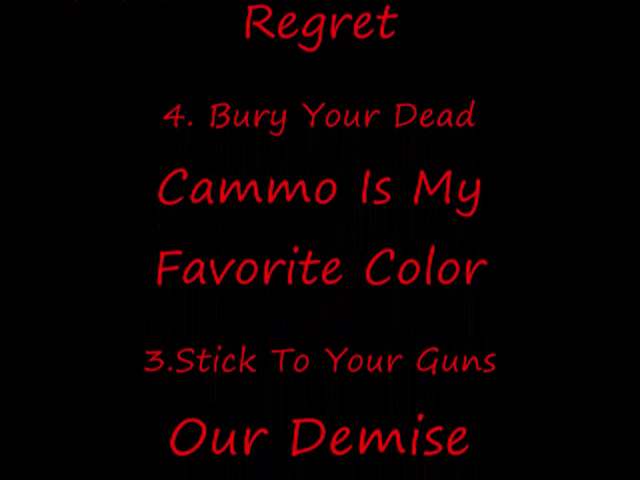 Regret
4. Bury Your Dead
Cammo Is My
Favorite Color
3.Stick To Your Guns
Our Demise